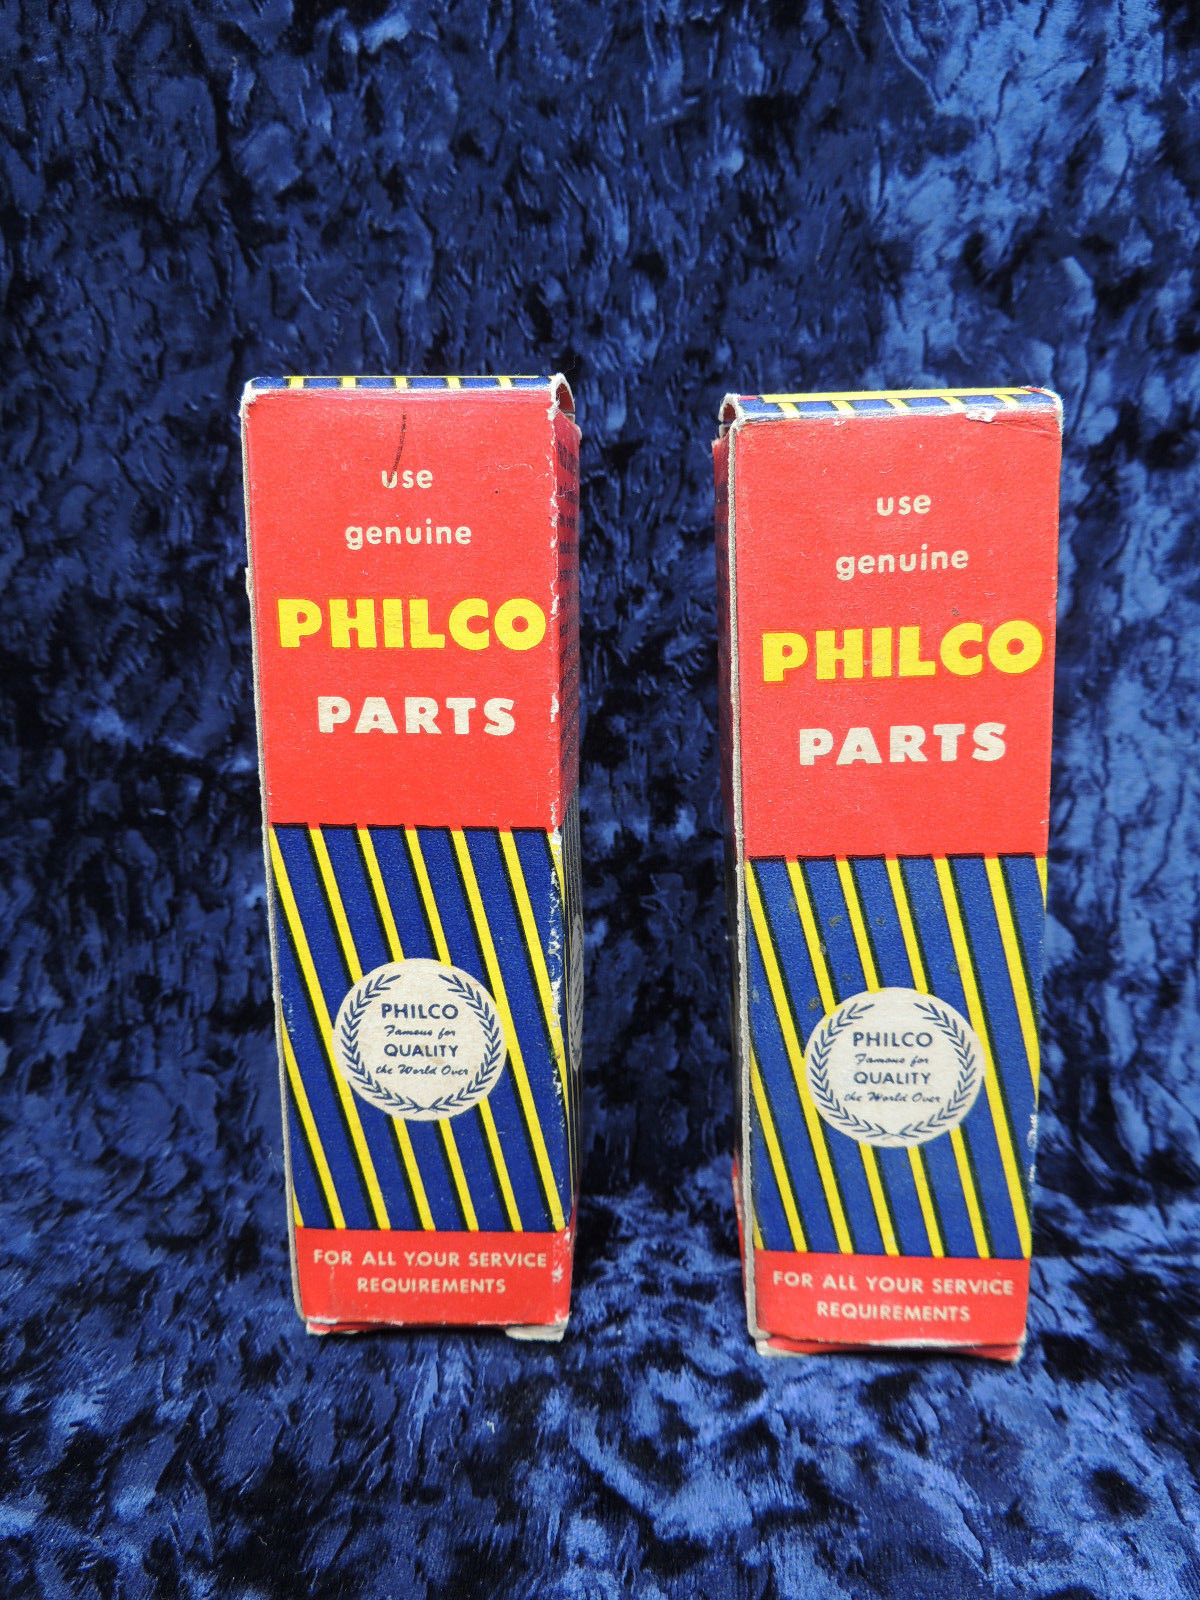 use
genuine
PHILCO
PARTS
PHILCO
Famous for
QUALITY
the World Over
FOR ALL YOUR SERVICE
REQUIREMENTS
use
genuine
PHILCO
PARTS
PHILCO
Famous for
QUALITY
the World Over
FOR ALL YOUR SERVICE
REQUIREMENTS